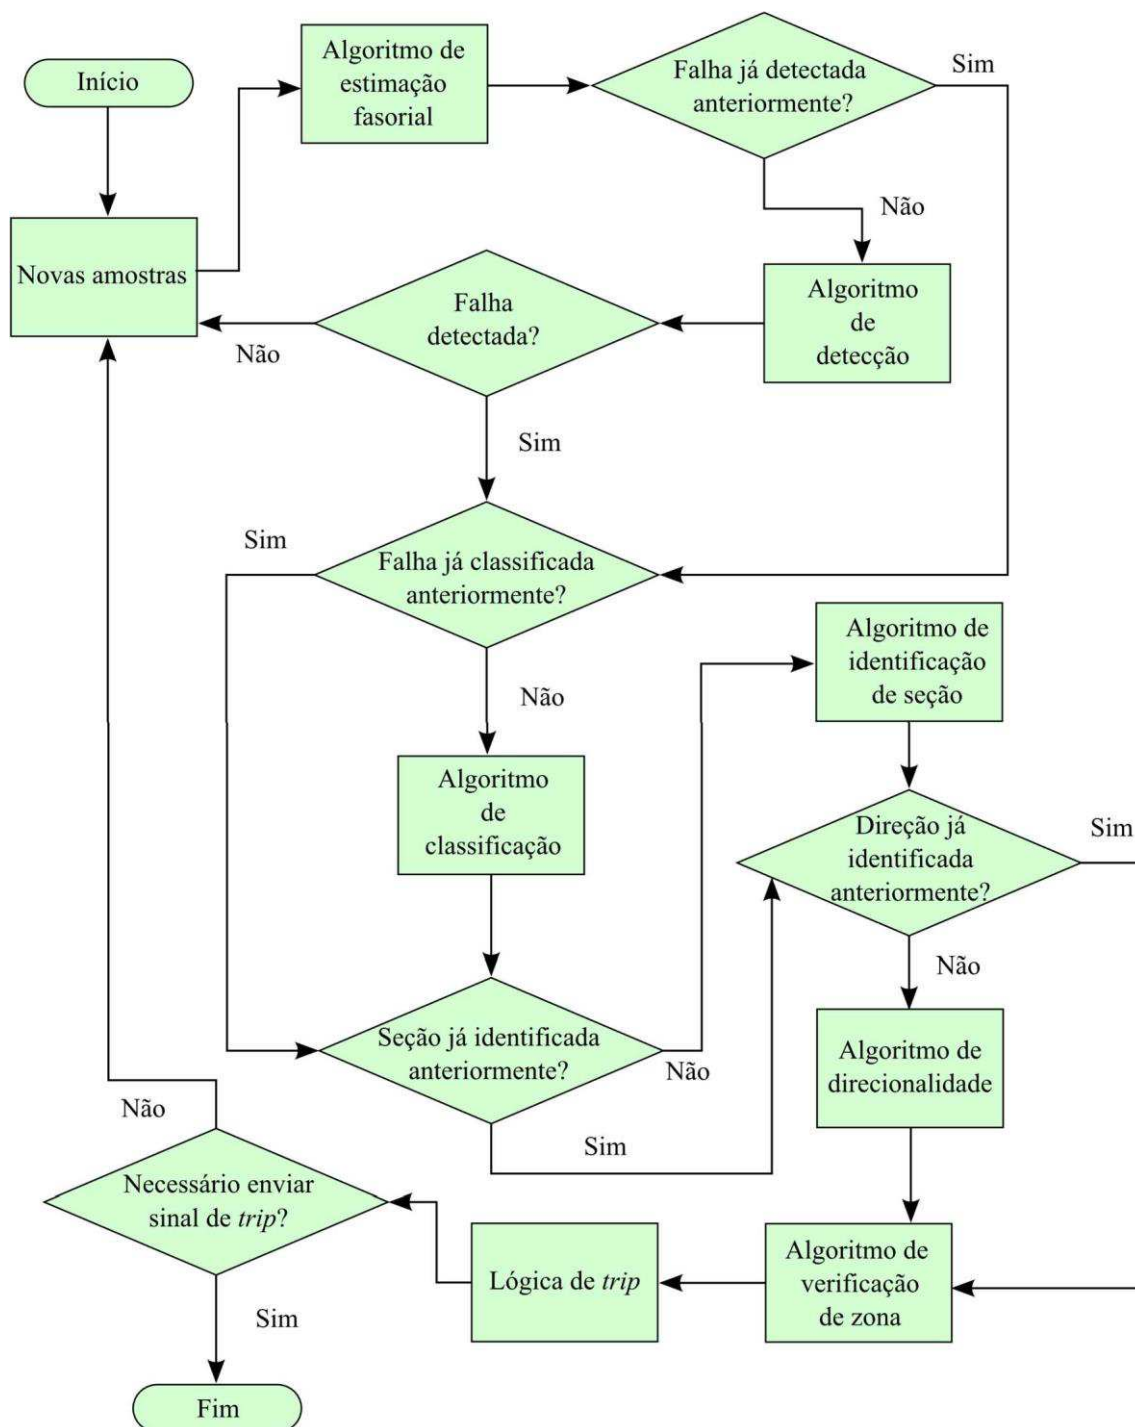 Início
Algoritmo de
estimação
fasorial
Falha já detectada
anteriormente?
Sim
Não
Novas amostras
Algoritmo
de
detecção
Falha
detectada?
Não
Sim
Falha já classificada
anteriormente?
Sim
Não
Algoritmo
de
classificação
Algoritmo de
identificação
de seção
Direção já
identificada
anteriormente?
Sim
Não
Seção já identificada
anteriormente?
Não
Sim
Algoritmo de
direcionalidade
Algoritmo de
verificação
de zona
Lógica de trip
Necessário enviar
sinal de trip?
Não
Sim
Fim